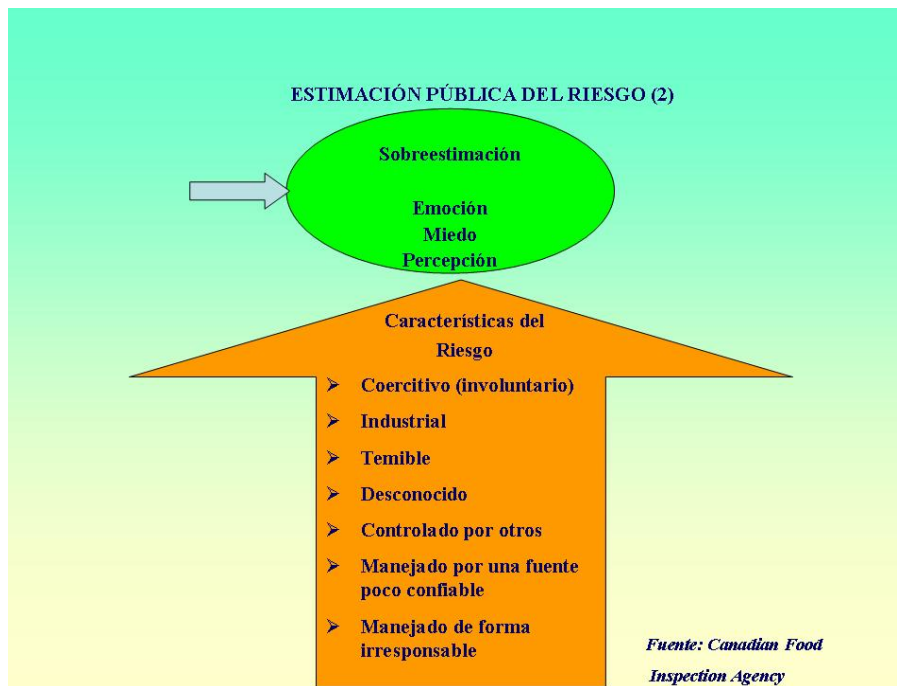 ESTIMACIÓN PÚBLICA DEL RIESGO (2)
Sobreestimación
Emoción
Miedo
Percepción
Características del
Riesgo
Coercitivo (involuntario)
Industrial
Temible
Desconocido
Controlado por otros
Manejado por una fuente
poco confiable
Manejado de forma
irresponsable
Fuente: Canadian Food
Inspection Agency